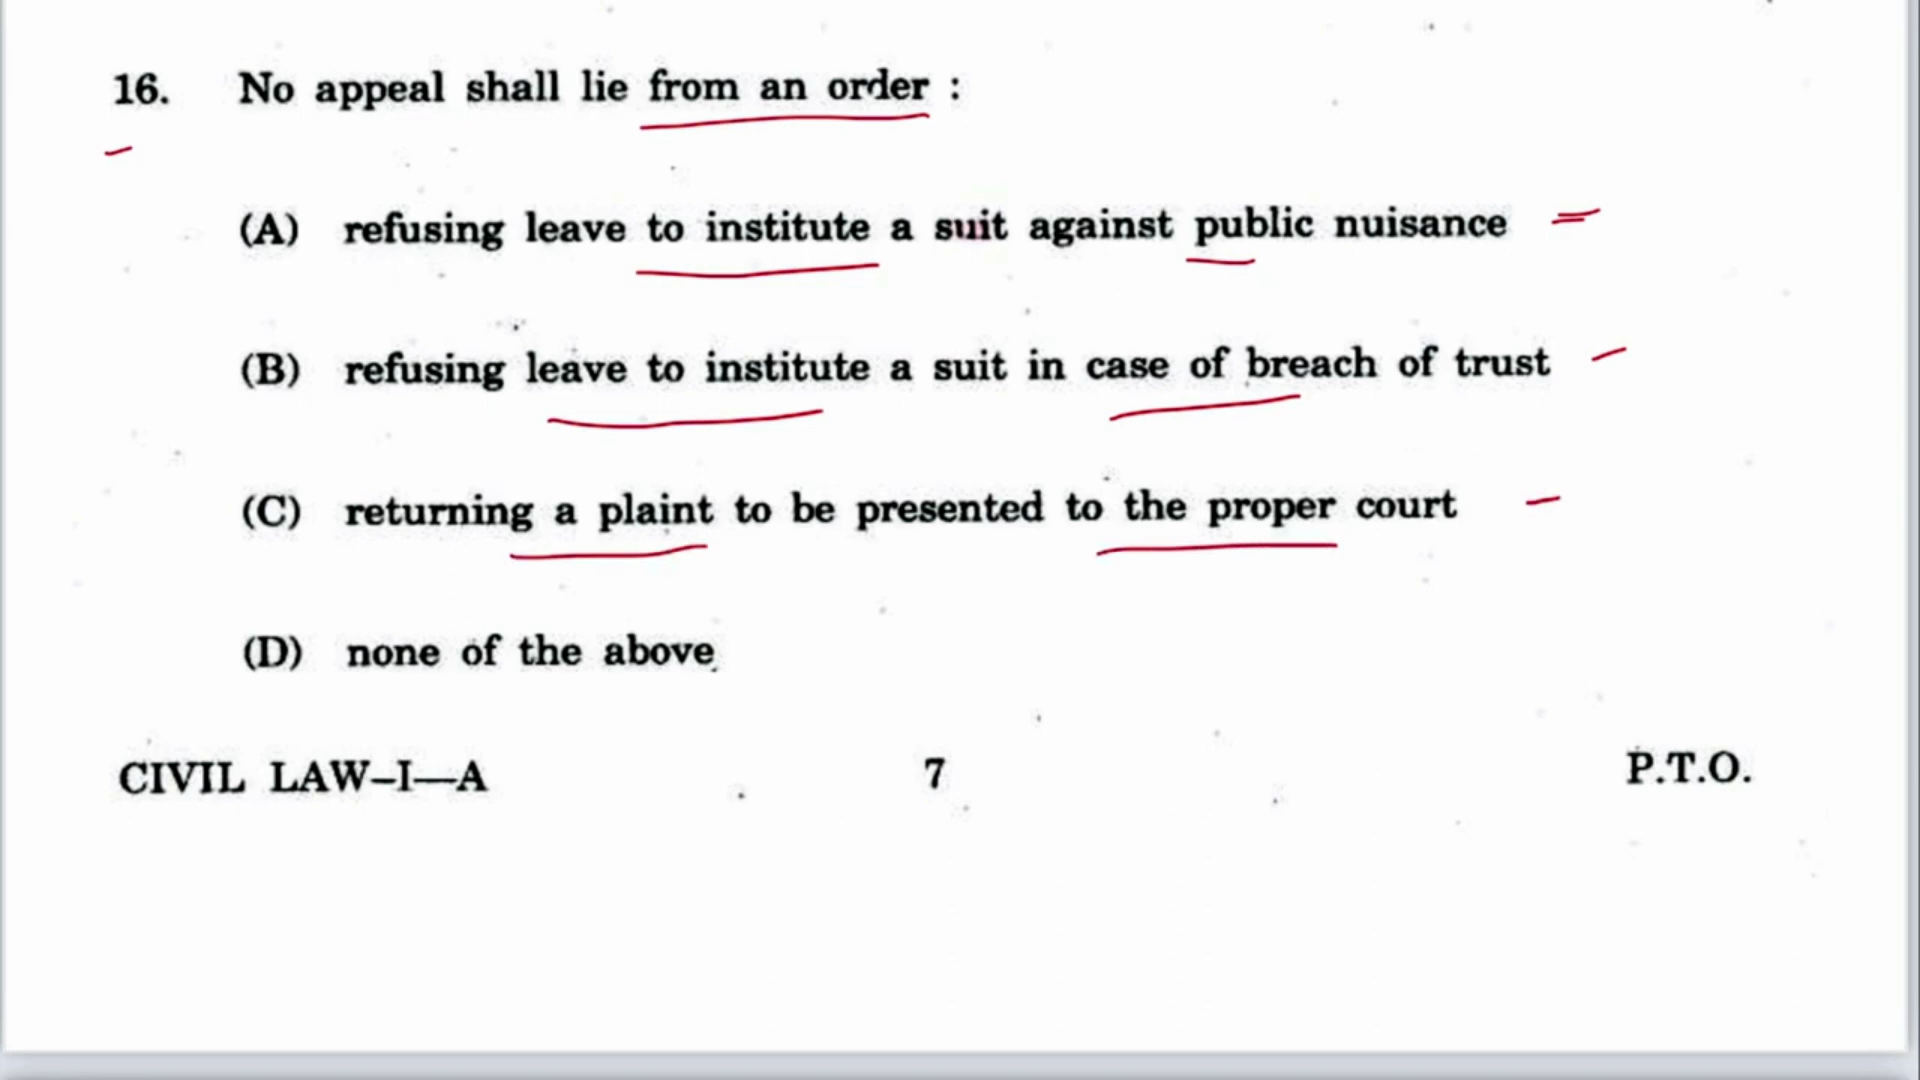 16. No appeal shall lie from an order :
(A) refusing leave to institute a suit against public nuisance
(B) refusing leave to institute a suit in case of breach of trust
(C) returning a plaint to be presented to the proper court
(D) none of the above
CIVIL LAW–I—A 7 P.T.O.